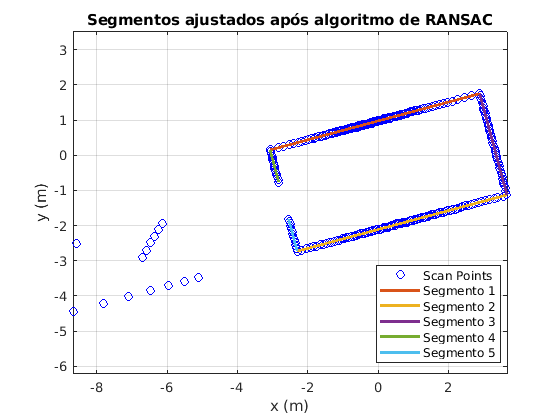 Segmentos ajustados após algoritmo de RANSAC
y (m)
3
2
1
0
-1
-2
-3
-4
-5
-6
-8
-6
-4
-2
0
2
x (m)
Scan Points
Segmento 1
Segmento 2
Segmento 3
Segmento 4
Segmento 5